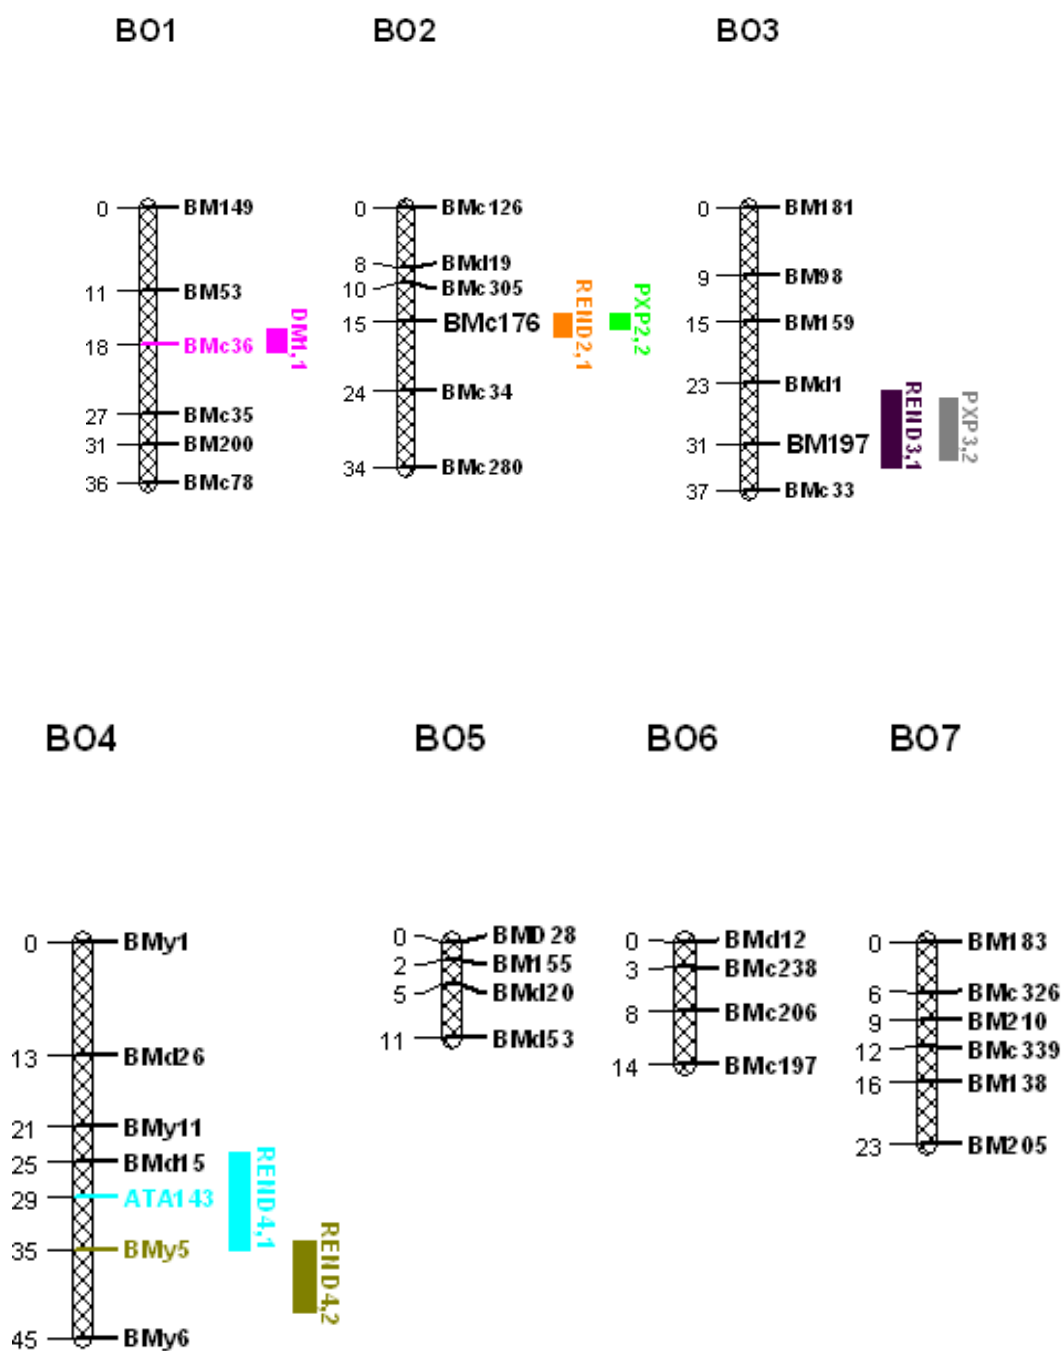 BO1
BO2
BO3
0 BM149
11 BM53
18 BMc36
27 BMc35
31 BM200
36 BMc78
DM1,1
0 BMc126
8 BMd19
10 BMc305
15 BMc176
24 BMc34
34 BMc280
REND2,1
PXP2,2
0 BM181
9 BM98
15 BM159
23 BMd1
31 BM197
37 BMc33
REND3,1
PXP3,2
BO4
BO5
BO6
BO7
0 BMy1
13 BMd26
21 BMy11
25 BMd15
29 ATA143
35 BMy5
45 BMy6
REND4,1
REND4,2
0 BMD28
2 BM155
5 BMd20
11 BMd53
0 BMd12
3 BMc238
8 BMc206
14 BMc197
0 BM183
6 BMc326
9 BM210
12 BMc339
16 BM138
23 BM205